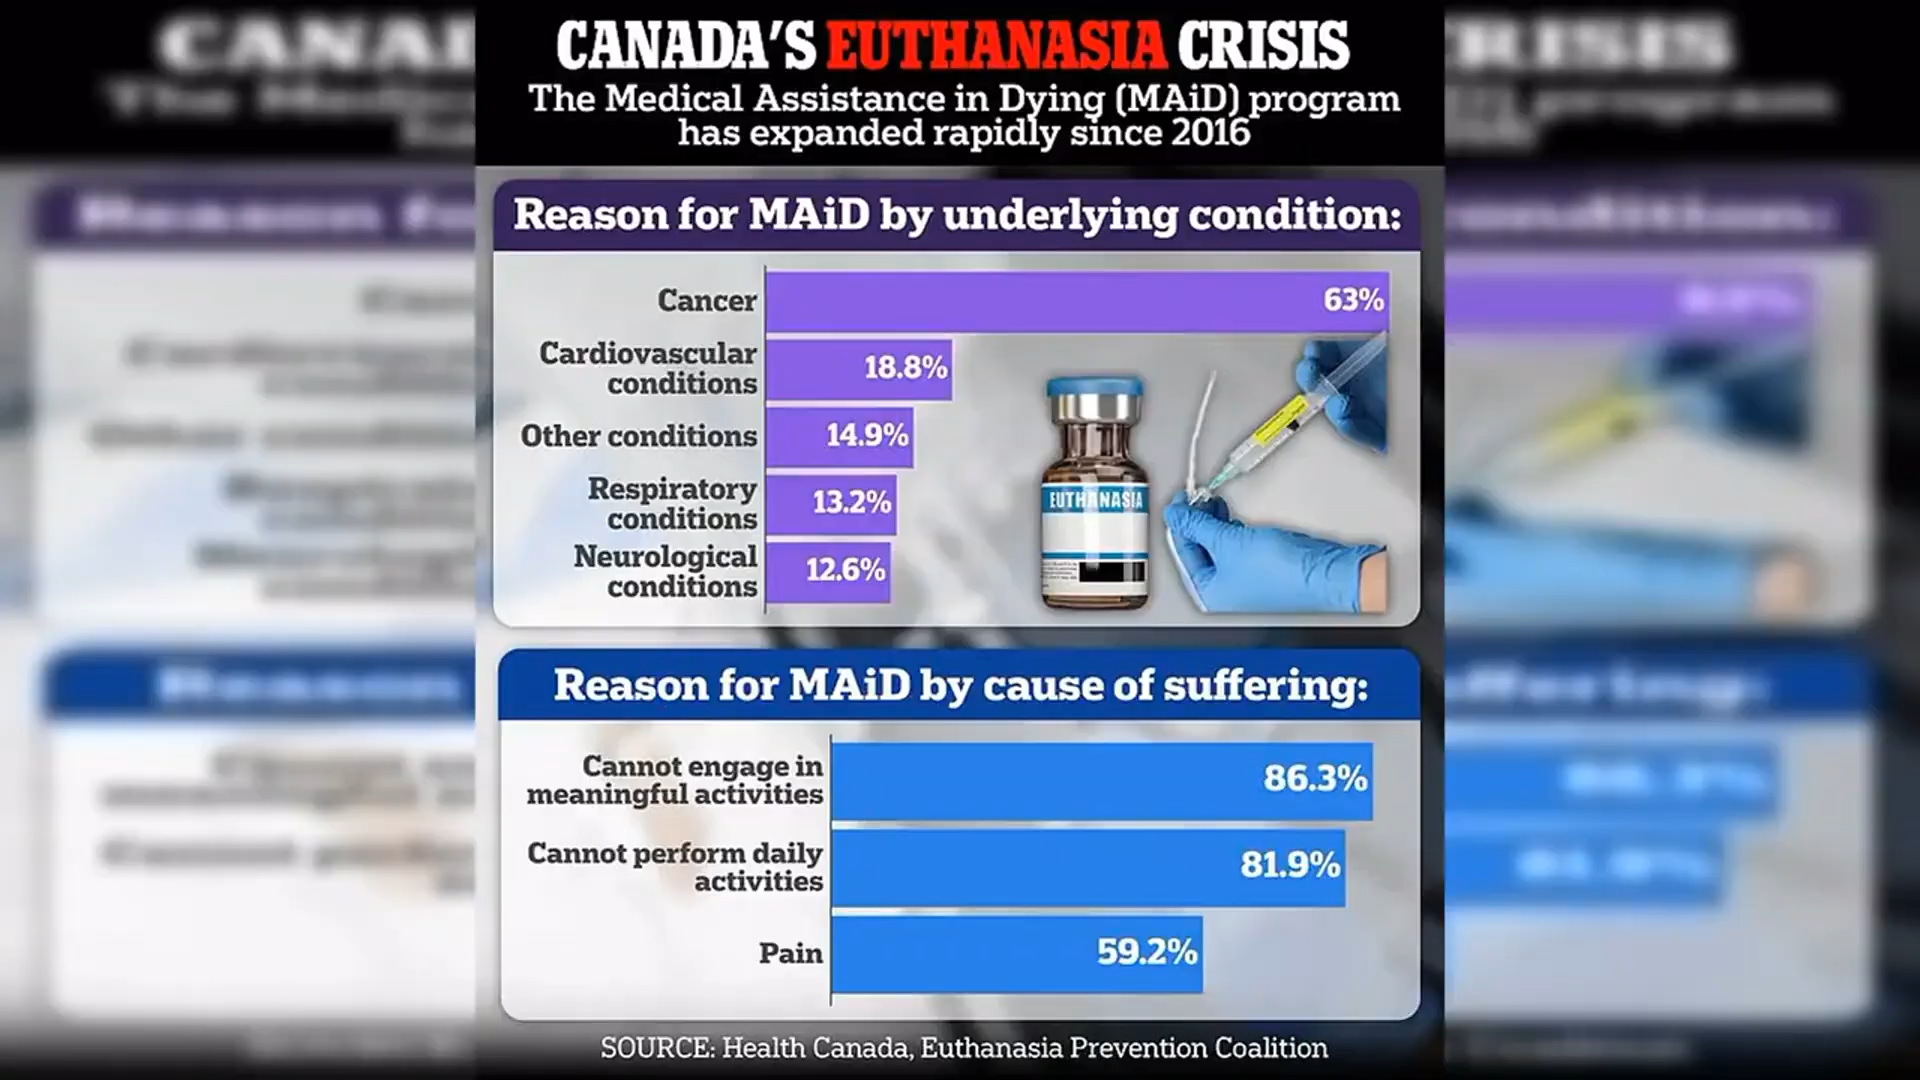 CANADA'S EUTHANASIA CRISIS
The Medical Assistance in Dying (MAiD) program
has expanded rapidly since 2016
Reason for MAiD by underlying condition:
Cancer
63%
Cardiovascular
conditions
18.8%
Other conditions
14.9%
Respiratory
conditions
13.2%
Neurological
conditions
12.6%
EUTHANASIA
Reason for MAiD by cause of suffering:
Cannot engage in
meaningful activities
86.3%
Cannot perform daily
activities
81.9%
Pain
59.2%
SOURCE: Health Canada, Euthanasia Prevention Coalition